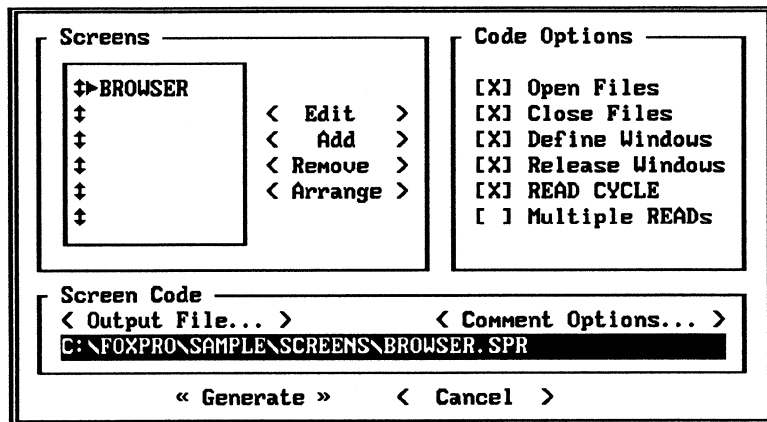 Screens
↕►BROWSER
↕
↕
↕
↕
↕
< Edit >
< Add >
< Remove >
< Arrange >
Code Options
[X] Open Files
[X] Close Files
[X] Define Windows
[X] Release Windows
[X] READ CYCLE
[ ] Multiple READs
Screen Code
< Output File... > < Comment Options... >
C:\FOXPRO\SAMPLE\SCREENS\BROWSER.SPR
« Generate » < Cancel >